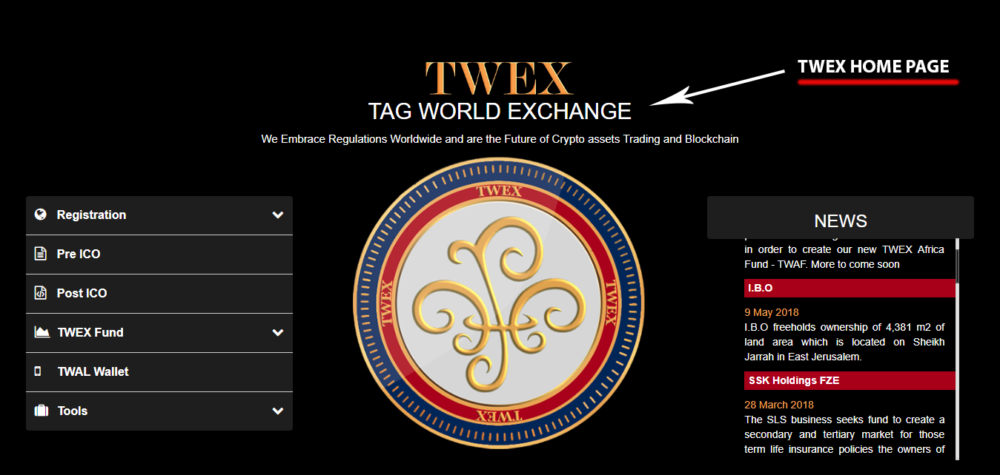 TWEX HOME PAGE
TWEX
TAG WORLD EXCHANGE
We Embrace Regulations Worldwide and are the Future of Crypto assets Trading and Blockchain
Registration
Pre ICO
Post ICO
TWEX Fund
TWAL Wallet
Tools
TWEX
TWEX
TWEX
TWEX
NEWS
in order to create our new TWEX Africa
Fund - TWAF. More to come soon
I.B.O
9 May 2018
I.B.O freeholds ownership of 4,381 m2 of
land area which is located on Sheikh
Jarrah in East Jerusalem.
SSK Holdings FZE
28 March 2018
The SLS business seeks fund to create a
secondary and tertiary market for those
term life insurance policies the owners of